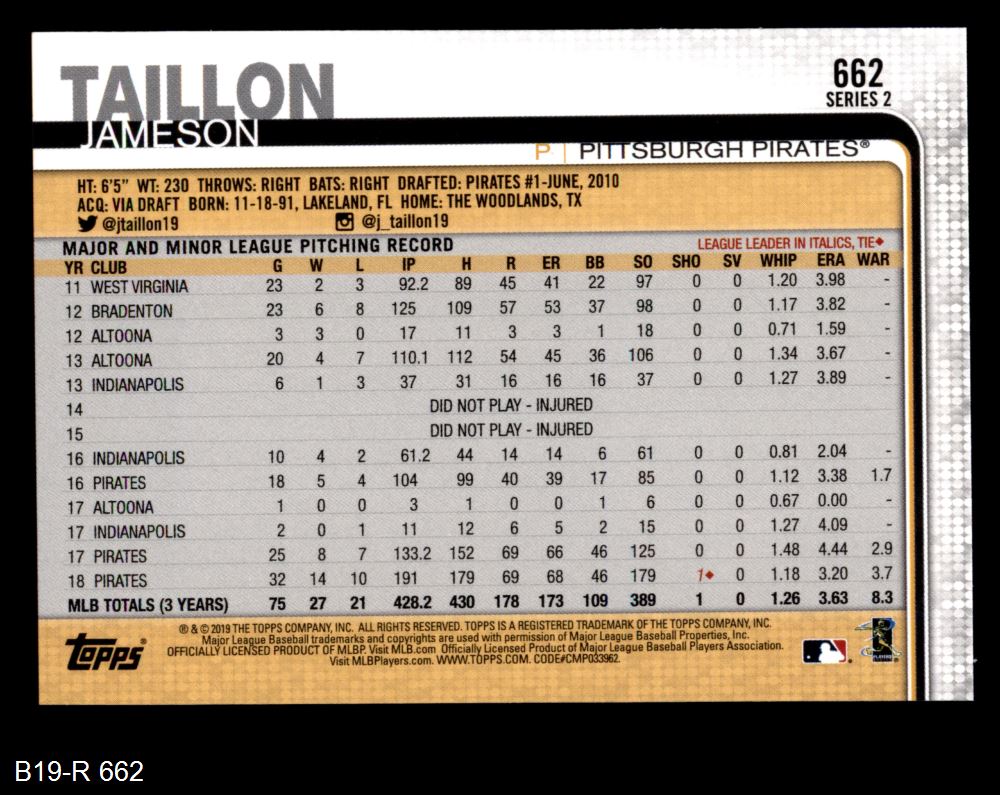 TAILLON
JAMESON
662
SERIES 2
P | PITTSBURGH PIRATES®
HT: 6'5" WT: 230 THROWS: RIGHT BATS: RIGHT DRAFTED: PIRATES #1-JUNE, 2010
ACQ: VIA DRAFT BORN: 11-18-91, LAKELAND, FL HOME: THE WOODLANDS, TX
@jtaillon19 @j_taillon19
MAJOR AND MINOR LEAGUE PITCHING RECORD LEAGUE LEADER IN ITALICS, TIE♦
YR CLUB G W L IP H R ER BB SO SHO SV WHIP ERA WAR
11 WEST VIRGINIA 23 2 3 92.2 89 45 41 22 97 0 0 1.20 3.98 -
12 BRADENTON 23 6 8 125 109 57 53 37 98 0 0 1.17 3.82 -
12 ALTOONA 3 3 0 17 11 3 3 1 18 0 0 0.71 1.59 -
13 ALTOONA 20 4 7 110.1 112 54 45 36 106 0 0 1.34 3.67 -
13 INDIANAPOLIS 6 1 3 37 31 16 16 16 37 0 0 1.27 3.89 -
14 DID NOT PLAY - INJURED
15 DID NOT PLAY - INJURED
16 INDIANAPOLIS 10 4 2 61.2 44 14 14 6 61 0 0 0.81 2.04 -
16 PIRATES 18 5 4 104 99 40 39 17 85 0 0 1.12 3.38 1.7
17 ALTOONA 1 0 0 3 1 0 0 1 6 0 0 0.67 0.00 -
17 INDIANAPOLIS 2 0 1 11 12 6 5 2 15 0 0 1.27 4.09 -
17 PIRATES 25 8 7 133.2 152 69 66 46 125 0 0 1.48 4.44 2.9
18 PIRATES 32 14 10 191 179 69 68 46 179 1♦ 0 1.18 3.20 3.7
MLB TOTALS (3 YEARS) 75 27 21 428.2 430 178 173 109 389 1 0 1.26 3.63 8.3
Topps®
® & © 2019 THE TOPPS COMPANY, INC. ALL RIGHTS RESERVED. TOPPS IS A REGISTERED TRADEMARK OF THE TOPPS COMPANY, INC.
Major League Baseball trademarks and copyrights are used with permission of Major League Baseball Properties, Inc.
OFFICIALLY LICENSED PRODUCT OF MLBP. Visit MLB.com Officially Licensed Product of Major League Baseball Players Association.
Visit MLBPlayers.com. WWW.TOPPS.COM. CODE#CMP033962.
B19-R 662